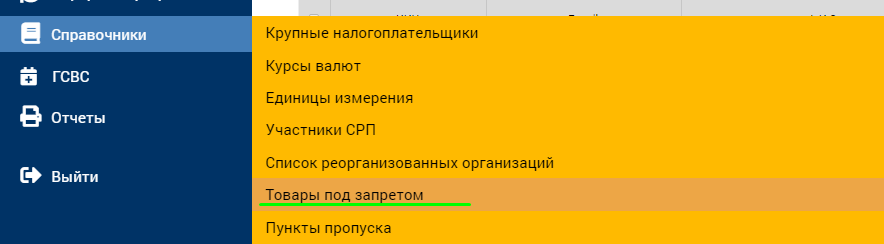 Справочники
ГСВС
Отчеты
Выйти
Крупные налогоплательщики
Курсы валют
Единицы измерения
Участники СРП
Список реорганизованных организаций
Товары под запретом
Пункты пропуска